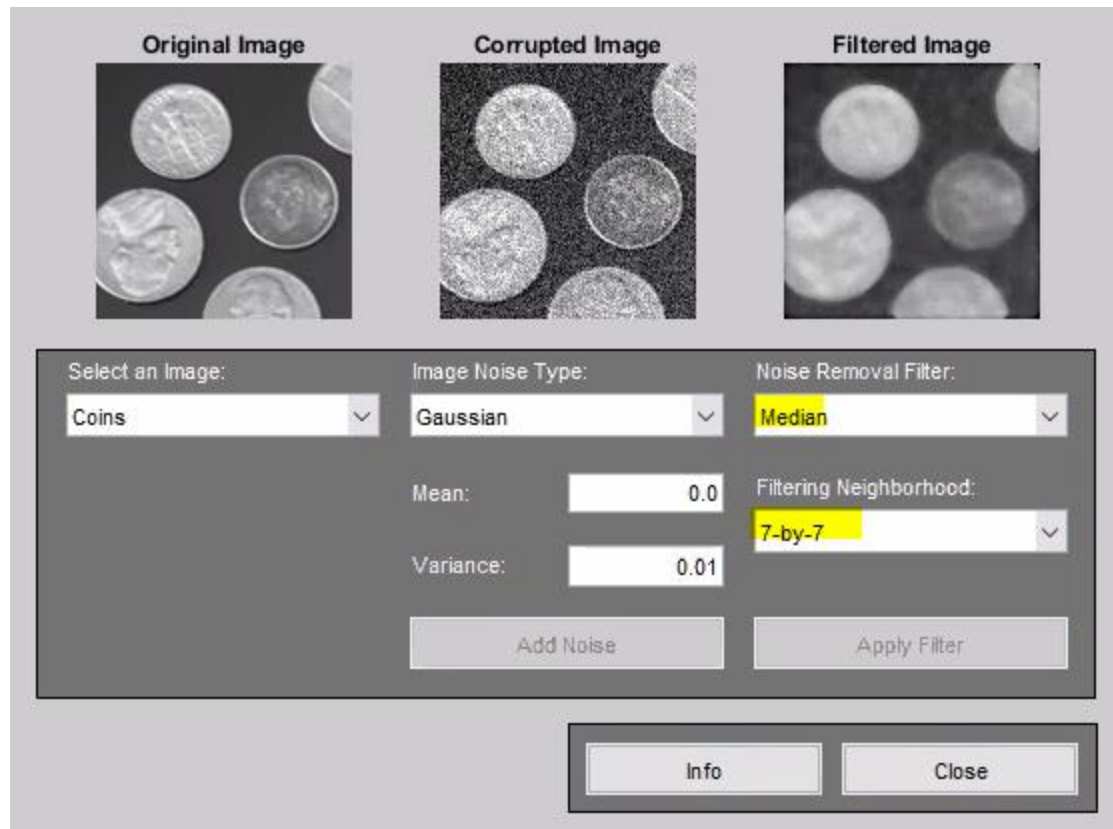 Original Image
Corrupted Image
Filtered Image
Select an Image:
Image Noise Type:
Noise Removal Filter:
Coins
Gaussian
Median
Mean:
0.0
Filtering Neighborhood:
7-by-7
Variance:
0.01
Add Noise
Apply Filter
Info
Close